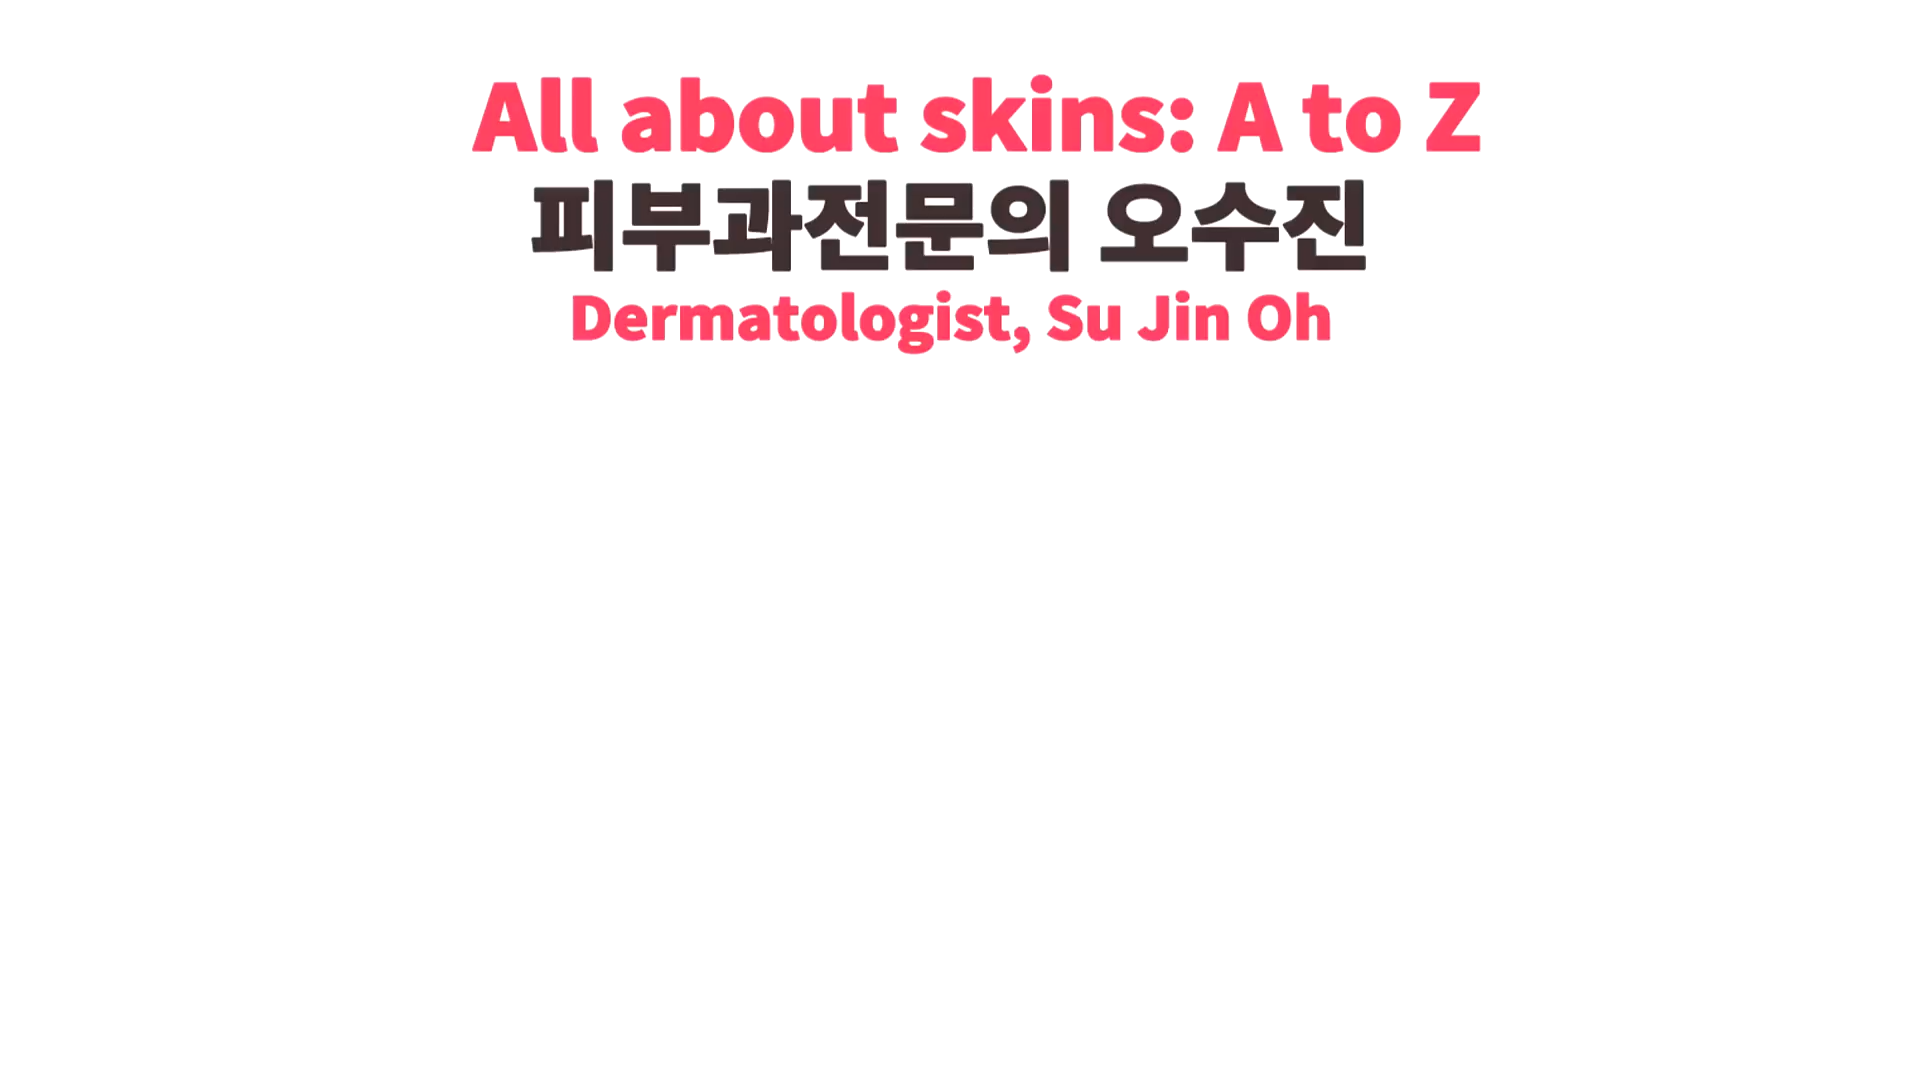 All about skins: A to Z
피부과전문의 오수진
Dermatologist, Su Jin Oh